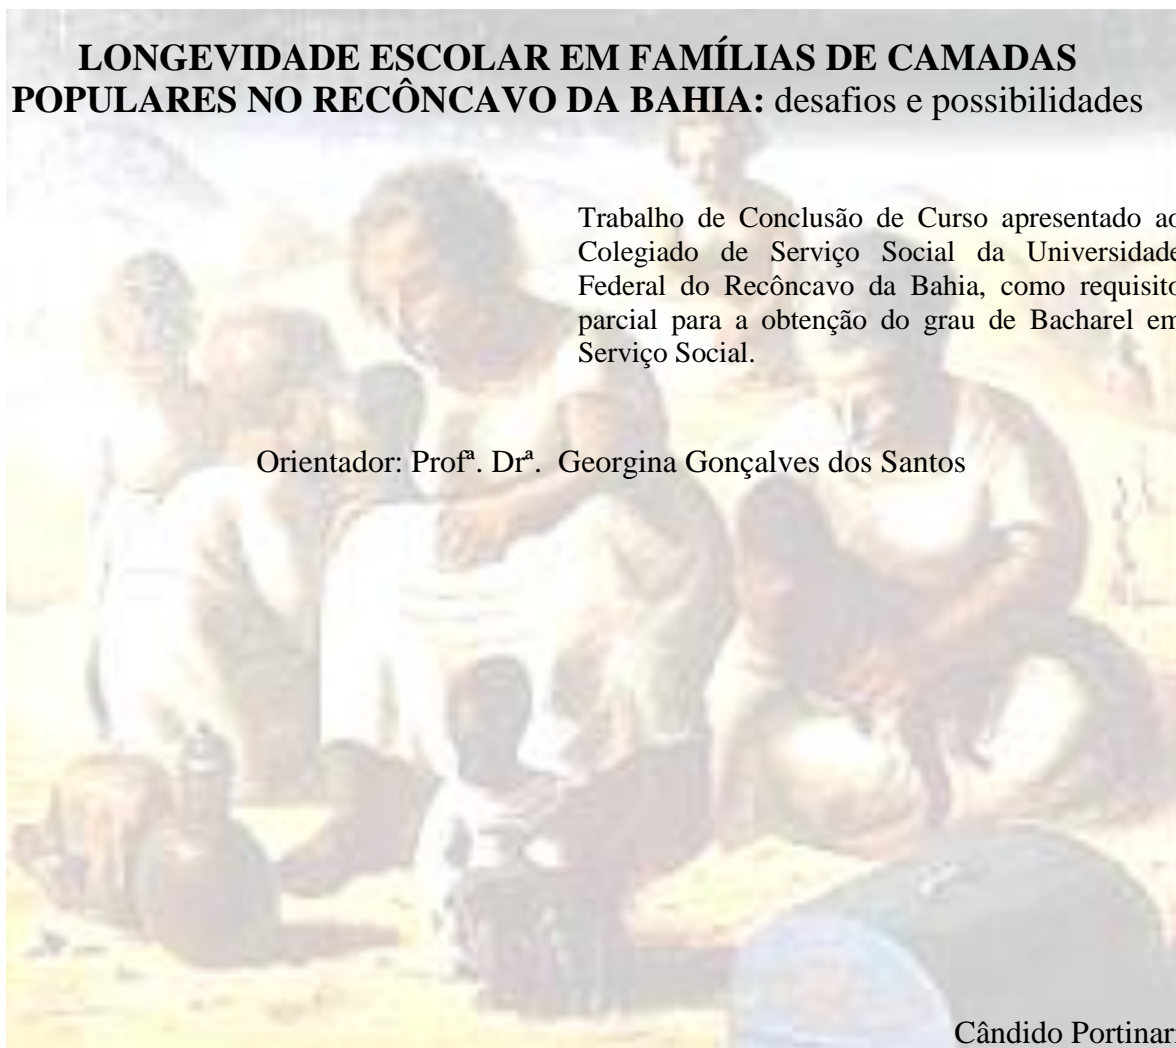 LONGEVIDADE ESCOLAR EM FAMÍLIAS DE CAMADAS
POPULARES NO RECÔNCAVO DA BAHIA: desafios e possibilidades
Trabalho de Conclusão de Curso apresentado ao
Colegiado de Serviço Social da Universidade
Federal do Recôncavo da Bahia, como requisito
parcial para a obtenção do grau de Bacharel em
Serviço Social.
Orientador: Profª. Drª. Georgina Gonçalves dos Santos
Cândido Portinari